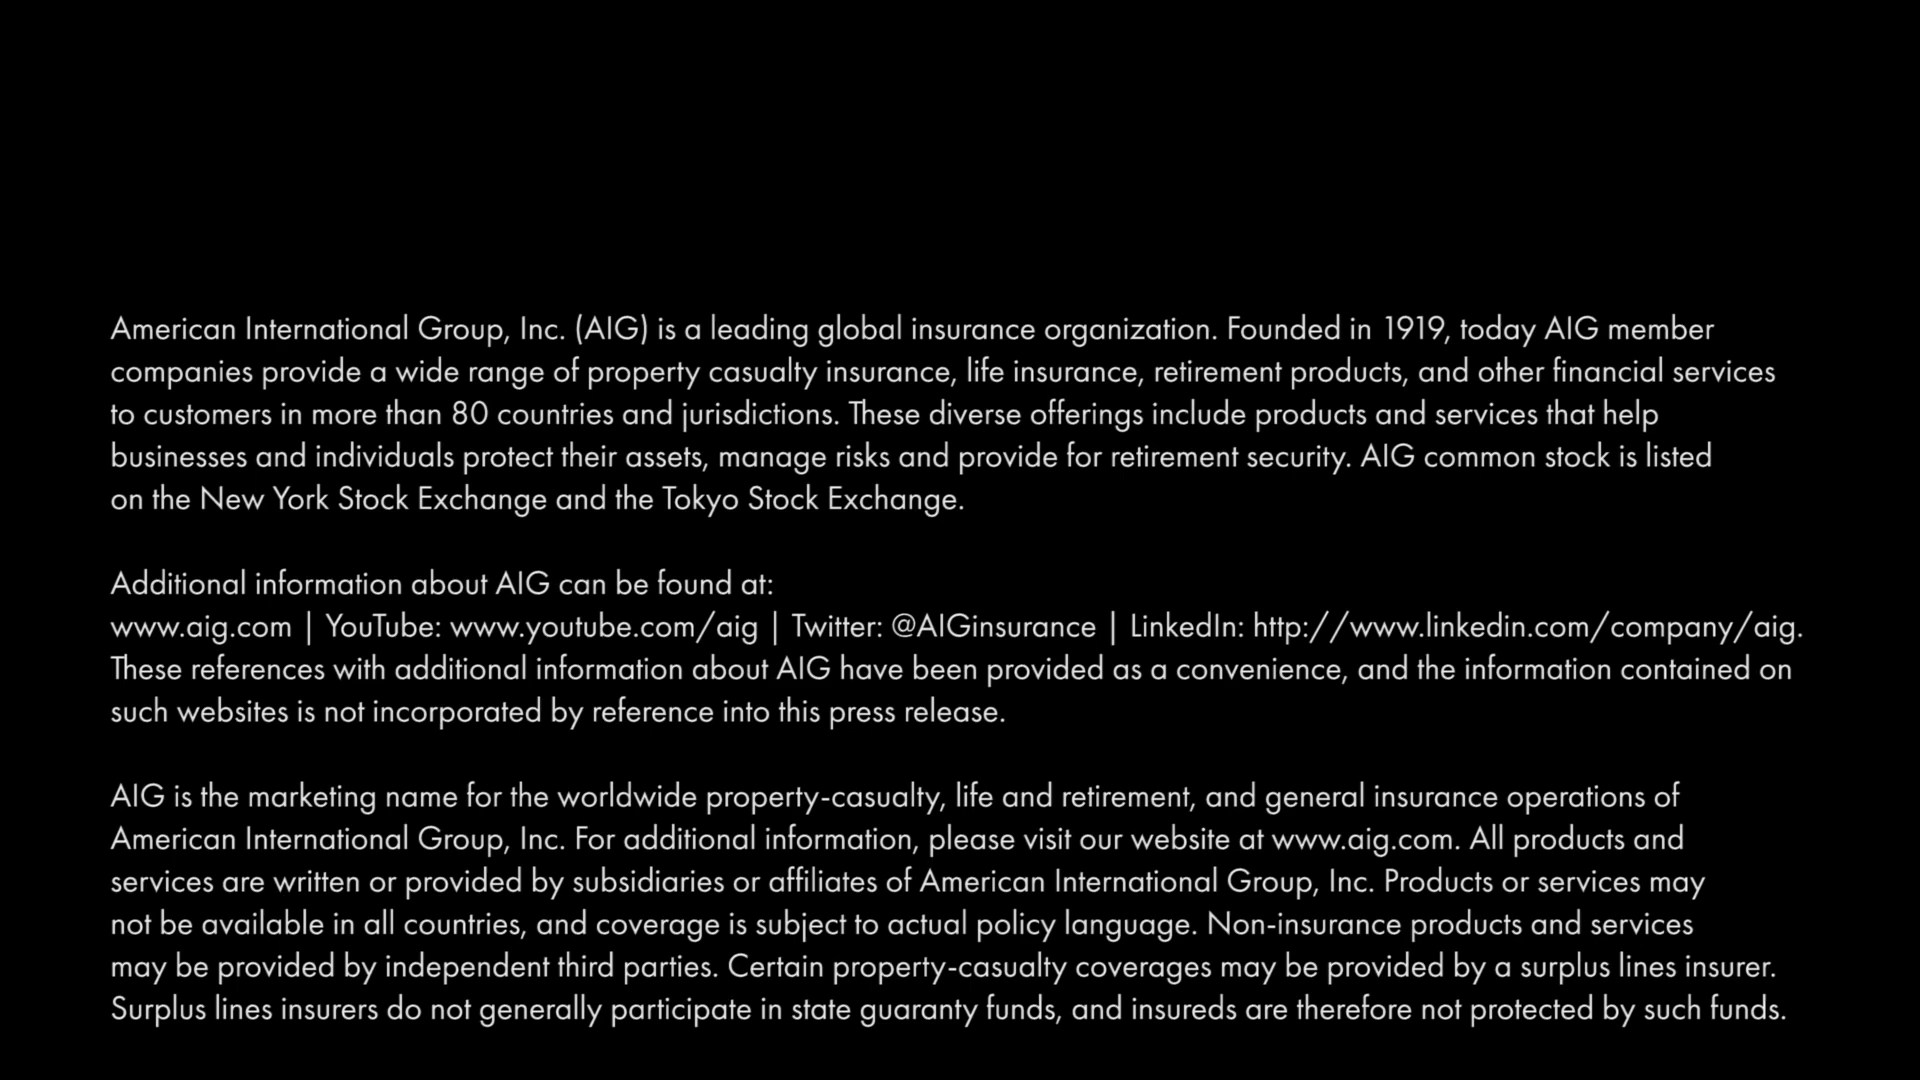 American International Group, Inc. (AIG) is a leading global insurance organization. Founded in 1919, today AIG member
companies provide a wide range of property casualty insurance, life insurance, retirement products, and other financial services
to customers in more than 80 countries and jurisdictions. These diverse offerings include products and services that help
businesses and individuals protect their assets, manage risks and provide for retirement security. AIG common stock is listed
on the New York Stock Exchange and the Tokyo Stock Exchange.
Additional information about AIG can be found at:
www.aig.com | YouTube: www.youtube.com/aig | Twitter: @AIGinsurance | LinkedIn: http://www.linkedin.com/company/aig.
These references with additional information about AIG have been provided as a convenience, and the information contained on
such websites is not incorporated by reference into this press release.
AIG is the marketing name for the worldwide property-casualty, life and retirement, and general insurance operations of
American International Group, Inc. For additional information, please visit our website at www.aig.com. All products and
services are written or provided by subsidiaries or affiliates of American International Group, Inc. Products or services may
not be available in all countries, and coverage is subject to actual policy language. Non-insurance products and services
may be provided by independent third parties. Certain property-casualty coverages may be provided by a surplus lines insurer.
Surplus lines insurers do not generally participate in state guaranty funds, and insureds are therefore not protected by such funds.